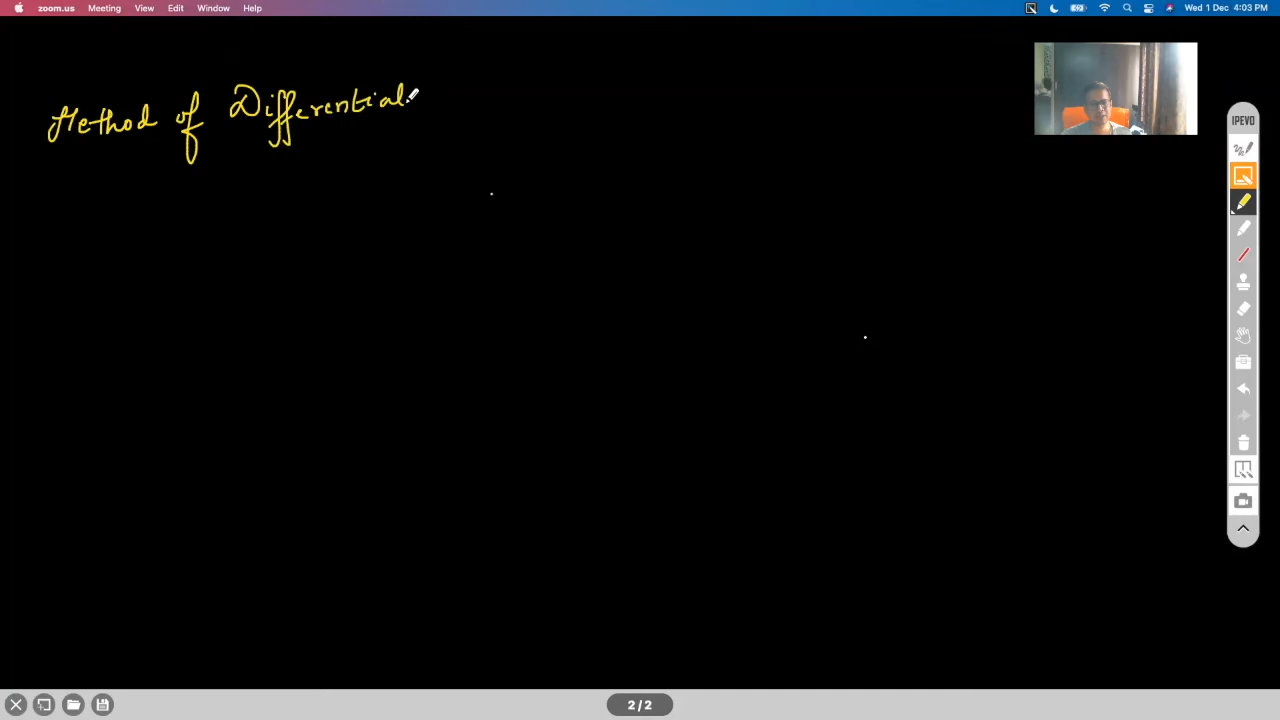 zoom.us Meeting View Edit Window Help Wed 1 Dec 4:03 PM
Method of Differential
IPEVO
2/2